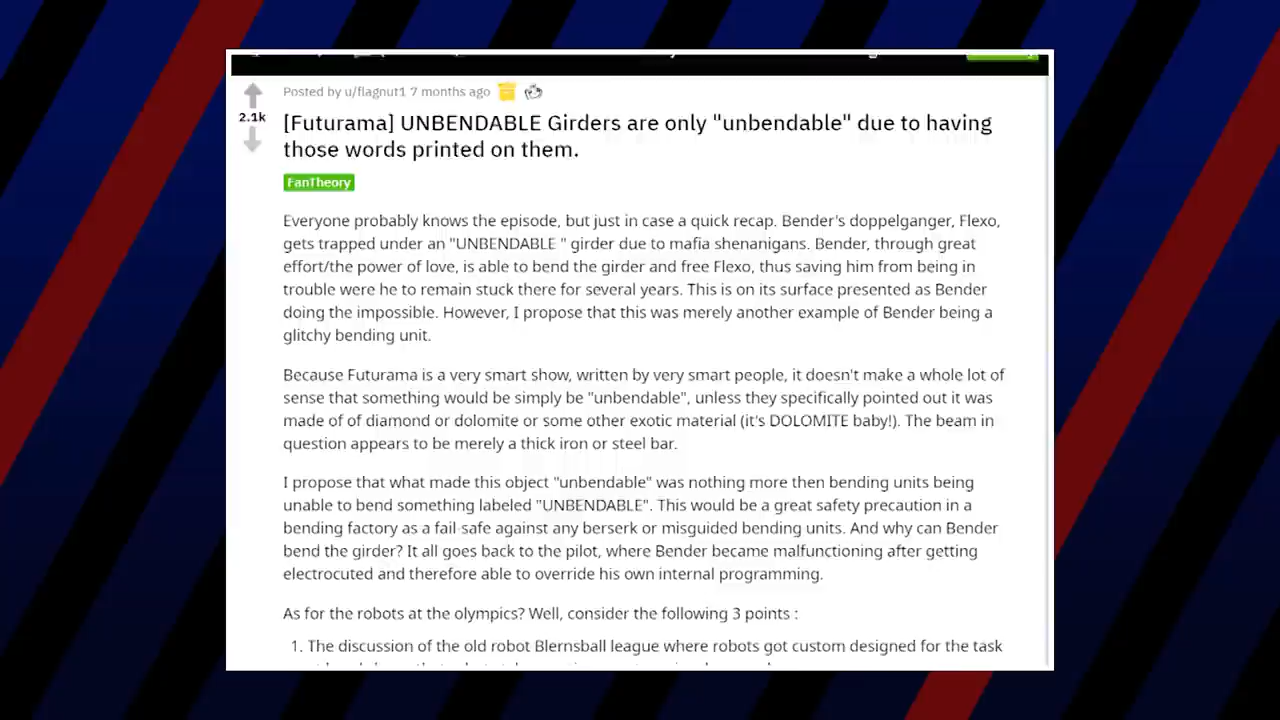 Posted by u/flagnut1 7 months ago
2.1k
[Futurama] UNBENDABLE Girders are only "unbendable" due to having
those words printed on them.
FanTheory
Everyone probably knows the episode, but just in case a quick recap. Bender's doppelganger, Flexo,
gets trapped under an "UNBENDABLE " girder due to mafia shenanigans. Bender, through great
effort/the power of love, is able to bend the girder and free Flexo, thus saving him from being in
trouble were he to remain stuck there for several years. This is on its surface presented as Bender
doing the impossible. However, I propose that this was merely another example of Bender being a
glitchy bending unit.
Because Futurama is a very smart show, written by very smart people, it doesn't make a whole lot of
sense that something would be simply be "unbendable", unless they specifically pointed out it was
made of of diamond or dolomite or some other exotic material (it's DOLOMITE baby!). The beam in
question appears to be merely a thick iron or steel bar.
I propose that what made this object "unbendable" was nothing more then bending units being
unable to bend something labeled "UNBENDABLE". This would be a great safety precaution in a
bending factory as a fail-safe against any berserk or misguided bending units. And why can Bender
bend the girder? It all goes back to the pilot, where Bender became malfunctioning after getting
electrocuted and therefore able to override his own internal programming.
As for the robots at the olympics? Well, consider the following 3 points :
1. The discussion of the old robot Blernsball league where robots got custom designed for the task